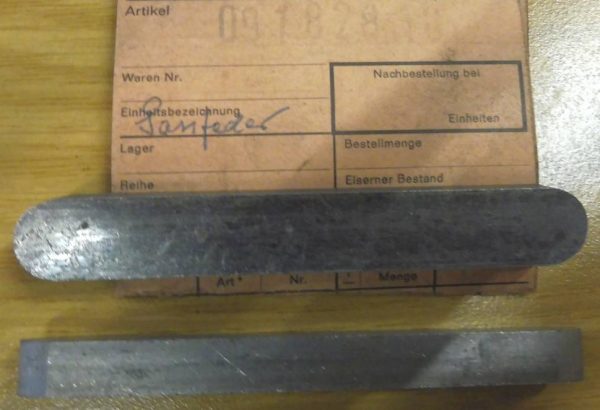 Artikel
Waren Nr.
Nachbestellung bei
Einheiten
Einheitsbezeichnung
Passfeder
Lager
Bestellmenge
Reihe
Eiserner Bestand
Art
Nr.
Menge